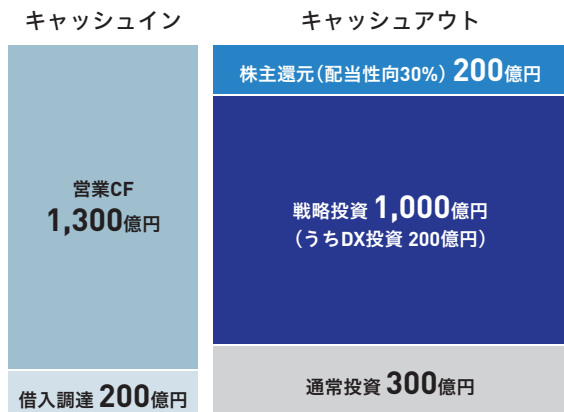 キャッシュイン
キャッシュアウト
営業CF
1,300億円
借入調達 200億円
株主還元（配当性向30%） 200億円
戦略投資 1,000億円
（うちDX投資 200億円）
通常投資 300億円